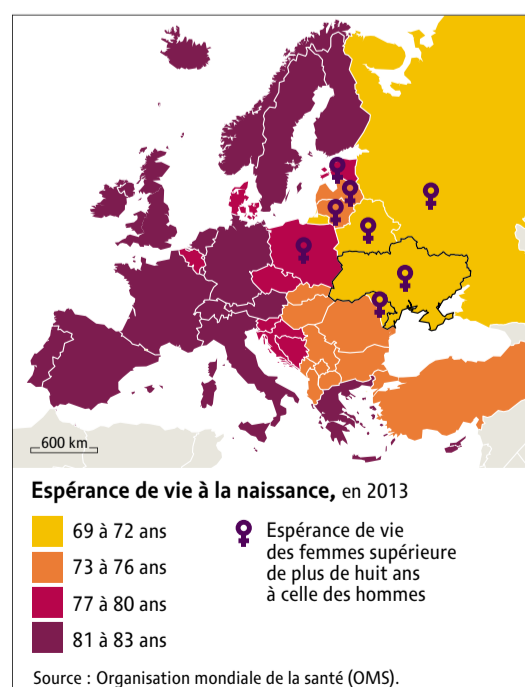 600 km
Espérance de vie à la naissance, en 2013
69 à 72 ans
73 à 76 ans
77 à 80 ans
81 à 83 ans
Espérance de vie
des femmes supérieure
de plus de huit ans
à celle des hommes
Source : Organisation mondiale de la santé (OMS).